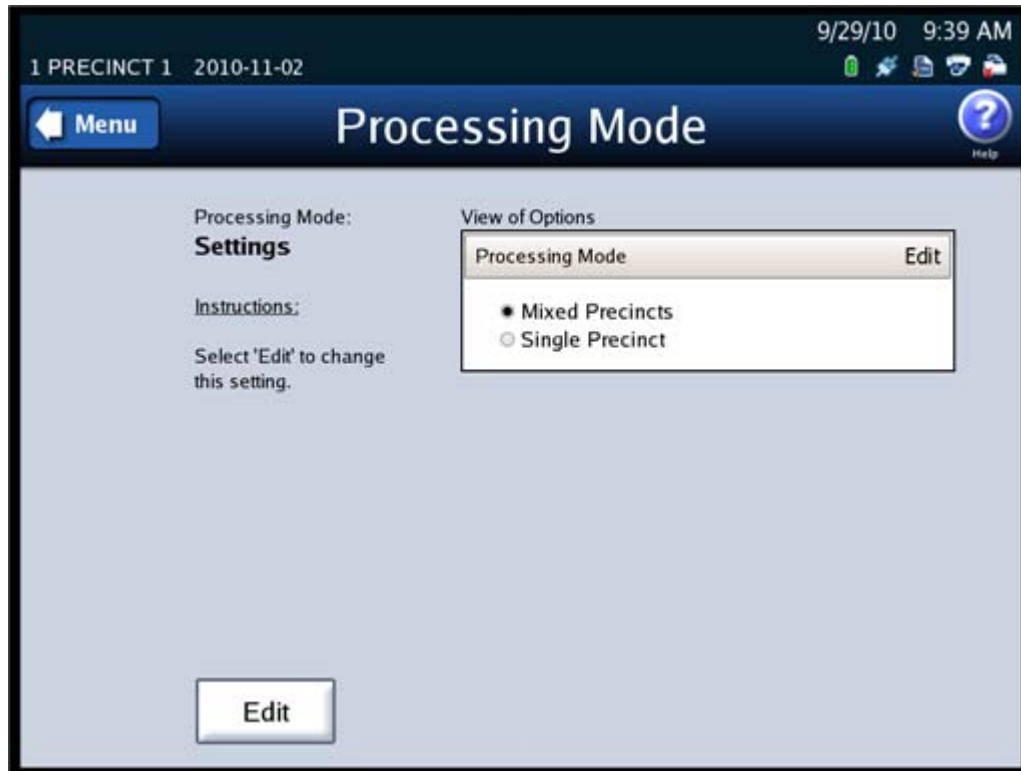 9/29/10 9:39 AM
1 PRECINCT 1 2010-11-02
Menu
Processing Mode
Help
Processing Mode:
Settings
Instructions:
Select 'Edit' to change
this setting.
View of Options
Processing Mode Edit
Mixed Precincts
Single Precinct
Edit